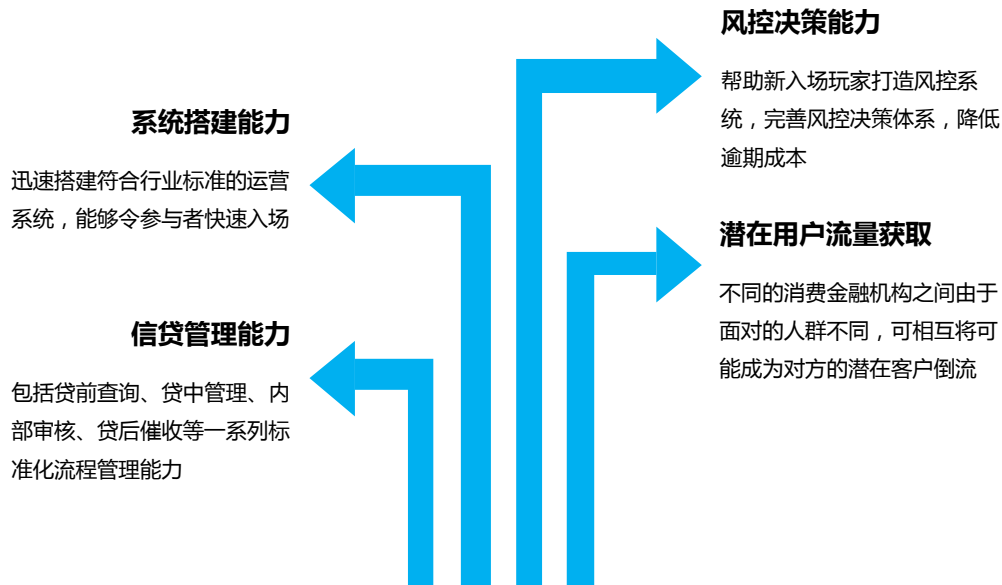 系统搭建能力
迅速搭建符合行业标准的运营
系统，能够令参与者快速入场
信贷管理能力
包括贷前查询、贷中管理、内
部审核、贷后催收等一系列标
准化流程管理能力
风控决策能力
帮助新入场玩家打造风控系
统，完善风控决策体系，降低
逾期成本
潜在用户流量获取
不同的消费金融机构之间由于
面对的人群不同，可相互将可
能成为对方的潜在客户倒流